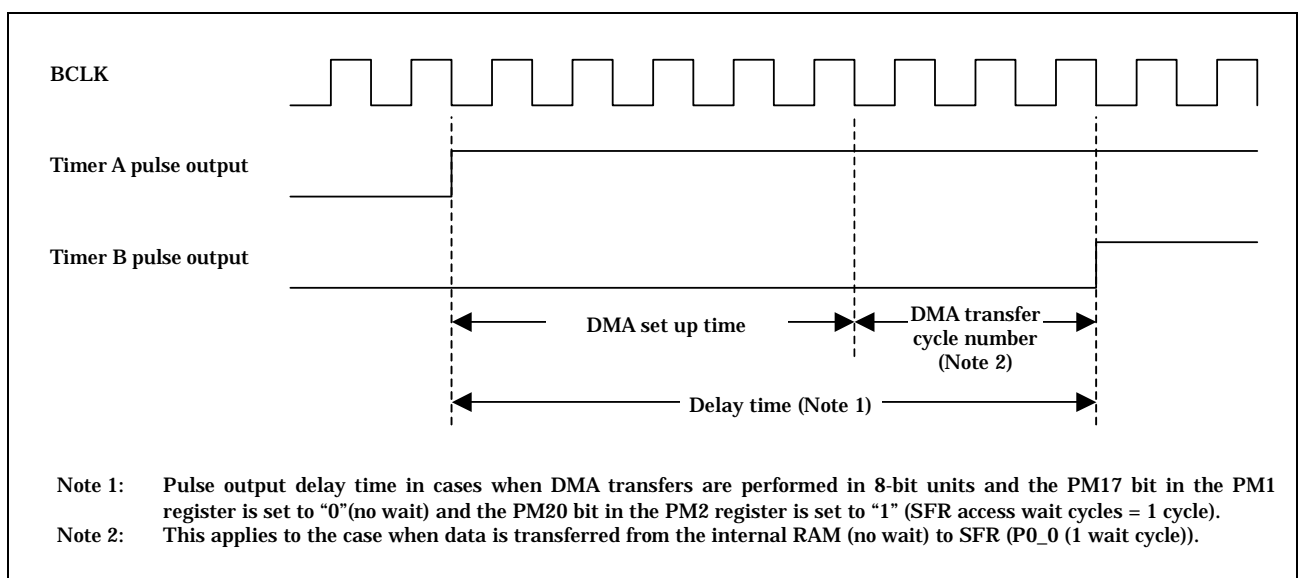 BCLK
Timer A pulse output
Timer B pulse output
DMA set up time
DMA transfer
cycle number
(Note 2)
Delay time (Note 1)
Note 1: Pulse output delay time in cases when DMA transfers are performed in 8-bit units and the PM17 bit in the PM1
register is set to “0”(no wait) and the PM20 bit in the PM2 register is set to “1” (SFR access wait cycles = 1 cycle).
Note 2: This applies to the case when data is transferred from the internal RAM (no wait) to SFR (P0_0 (1 wait cycle)).